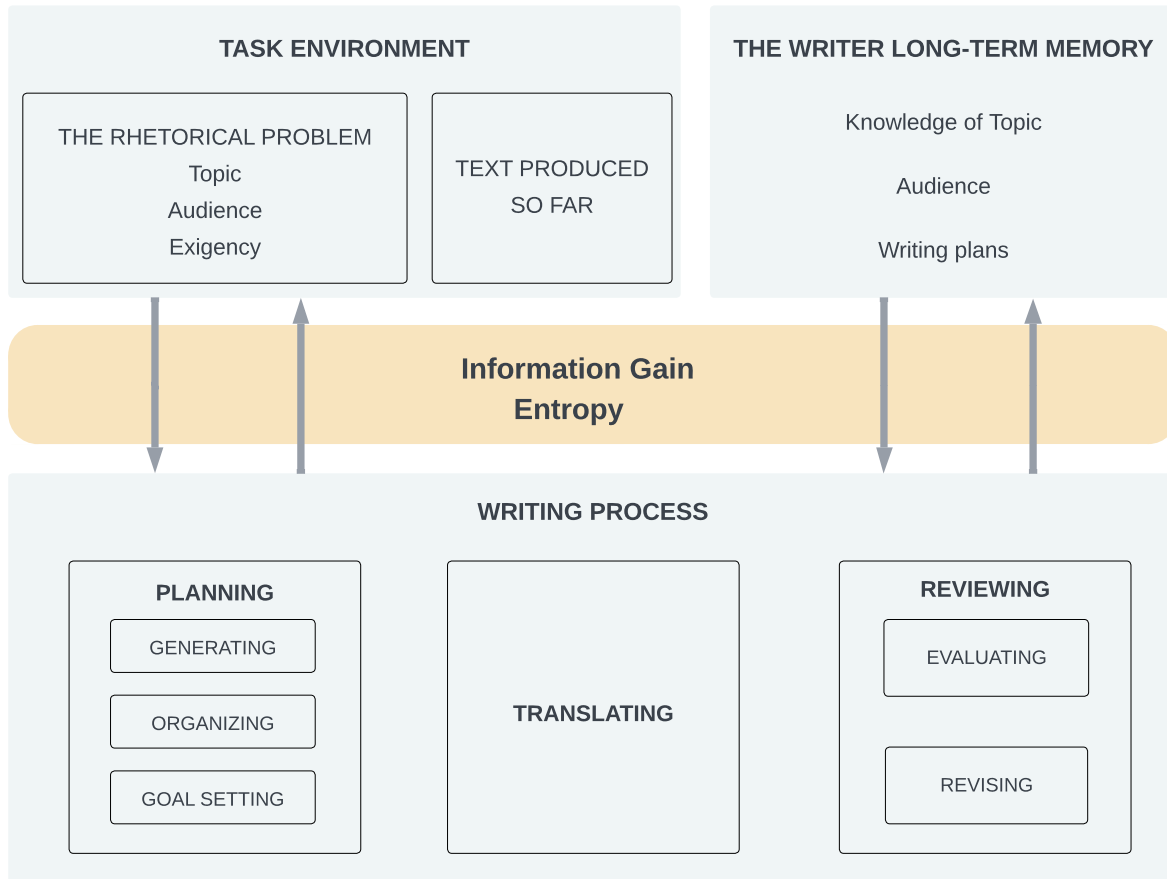 TASK ENVIRONMENT
THE RHETORICAL PROBLEM
Topic
Audience
Exigency
TEXT PRODUCED
SO FAR
THE WRITER LONG-TERM MEMORY
Knowledge of Topic
Audience
Writing plans
Information Gain
Entropy
WRITING PROCESS
PLANNING
GENERATING
ORGANIZING
GOAL SETTING
TRANSLATING
REVIEWING
EVALUATING
REVISING